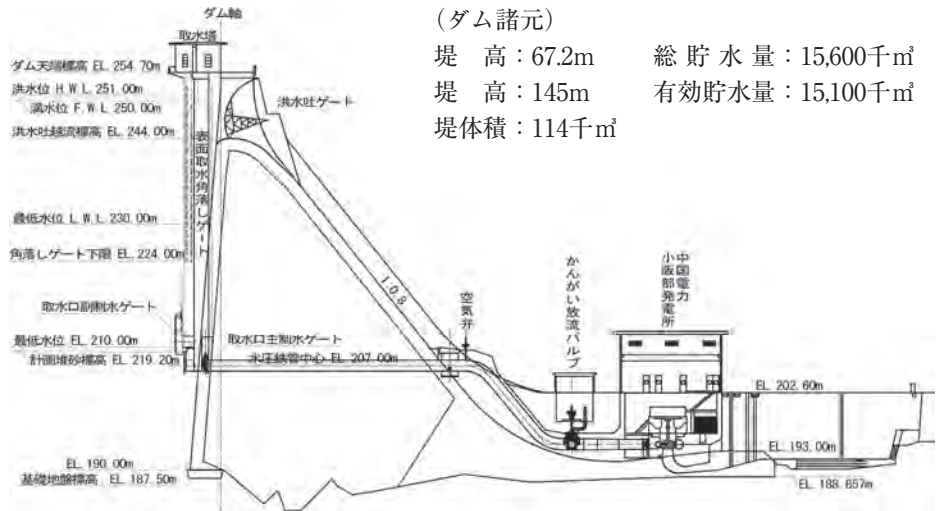 ダム軸
取水塔
ダム天端標高 EL. 254.70m
洪水位 H.W.L 251.00m
満水位 F.W.L 250.00m
洪水吐越流標高 EL. 244.00m
表面取水角落しゲート
最低水位 L.W.L 230.00m
角落しゲート下限 EL. 224.00m
取水口副制水ゲート
最低水位 EL. 210.00m
計画堆砂標高 EL. 219.20m
EL. 190.00m
基礎地盤標高 EL. 187.50m
洪水吐ゲート
1:0.8
取水口主制水ゲート
水圧鉄管中心 EL. 207.00m
空気弁
かんがい放流バルブ
中国電力
小阪部発電所
EL. 202.60m
EL. 193.00m
EL. 188.657m
(ダム諸元)
堤　高：67.2m　総貯水量：15,600千㎥
堤　高：145m　有効貯水量：15,100千㎥
堤体積：114千㎥